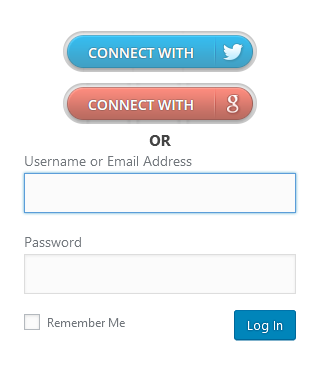 CONNECT WITH
CONNECT WITH
OR
Username or Email Address
Password
Remember Me
Log In